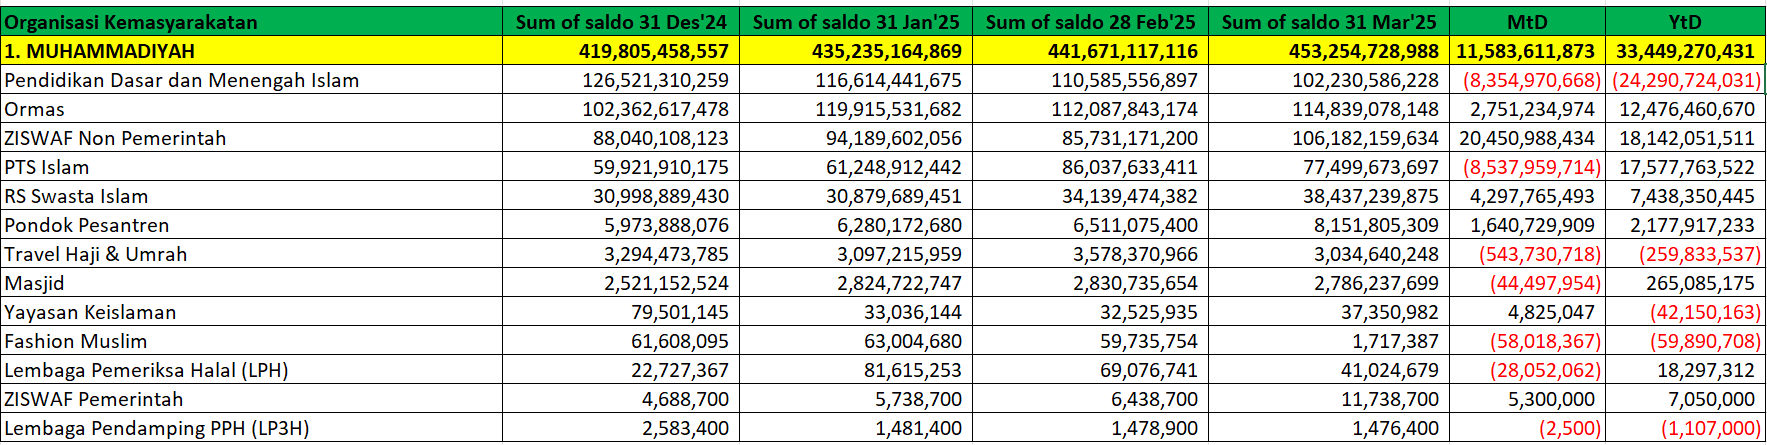 Organisasi Kemasyarakatan Sum of saldo 31 Des'24 Sum of saldo 31 Jan'25 Sum of saldo 28 Feb'25 Sum of saldo 31 Mar'25 MtD YtD
1. MUHAMMADIYAH 419,805,458,557 435,235,164,869 441,671,117,116 453,254,728,988 11,583,611,873 33,449,270,431
Pendidikan Dasar dan Menengah Islam 126,521,310,259 116,614,441,675 110,585,556,897 102,230,586,228 (8,354,970,668) (24,290,724,031)
Ormas 102,362,617,478 119,915,531,682 112,087,843,174 114,839,078,148 2,751,234,974 12,476,460,670
ZISWAF Non Pemerintah 88,040,108,123 94,189,602,056 85,731,171,200 106,182,159,634 20,450,988,434 18,142,051,511
PTS Islam 59,921,910,175 61,248,912,442 86,037,633,411 77,499,673,697 (8,537,959,714) 17,577,763,522
RS Swasta Islam 30,998,889,430 30,879,689,451 34,139,474,382 38,437,239,875 4,297,765,493 7,438,350,445
Pondok Pesantren 5,973,888,076 6,280,172,680 6,511,075,400 8,151,805,309 1,640,729,909 2,177,917,233
Travel Haji & Umrah 3,294,473,785 3,097,215,959 3,578,370,966 3,034,640,248 (543,730,718) (259,833,537)
Masjid 2,521,152,524 2,824,722,747 2,830,735,654 2,786,237,699 (44,497,954) 265,085,175
Yayasan Keislaman 79,501,145 33,036,144 32,525,935 37,350,982 4,825,047 (42,150,163)
Fashion Muslim 61,608,095 63,004,680 59,735,754 1,717,387 (58,018,367) (59,890,708)
Lembaga Pemeriksa Halal (LPH) 22,727,367 81,615,253 69,076,741 41,024,679 (28,052,062) 18,297,312
ZISWAF Pemerintah 4,688,700 5,738,700 6,438,700 11,738,700 5,300,000 7,050,000
Lembaga Pendamping PPH (LP3H) 2,583,400 1,481,400 1,478,900 1,476,400 (2,500) (1,107,000)